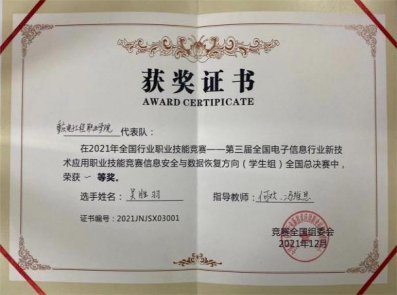 获奖证书
AWARD CERTIFICATE
代表队:
在2021年全国行业职业技能竞赛——第三届全国电子信息行业新技
术应用职业技能竞赛信息安全与数据恢复方向(学生组)全国总决赛中,
荣获 一 等奖。
选手姓名: 吴胜羽 指导教师: 何欢、
证书编号:2021JNJSX03001
竞赛全国组委会
2021年12月